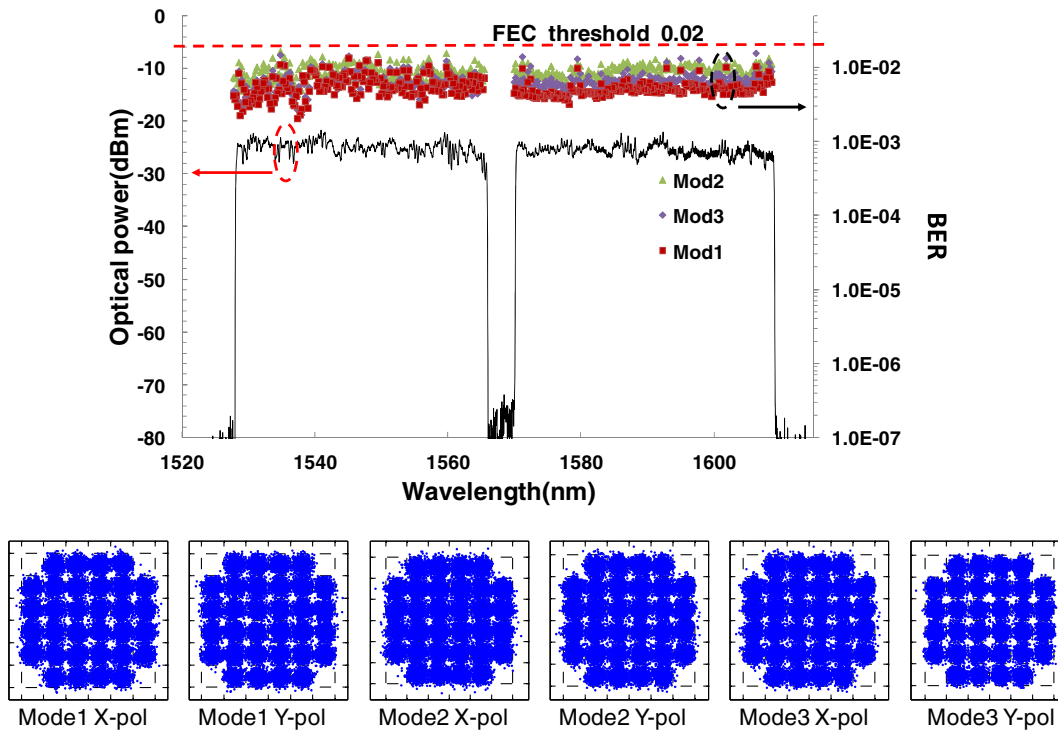 FEC threshold 0.02
Optical power(dBm)
0
-10
-20
-30
-40
-50
-60
-70
-80
1.0E-02
1.0E-03
1.0E-04
1.0E-05
1.0E-06
1.0E-07
BER
Mod2
Mod3
Mod1
1520
1540
1560
1580
1600
Wavelength(nm)
Mode1 X-pol
Mode1 Y-pol
Mode2 X-pol
Mode2 Y-pol
Mode3 X-pol
Mode3 Y-pol